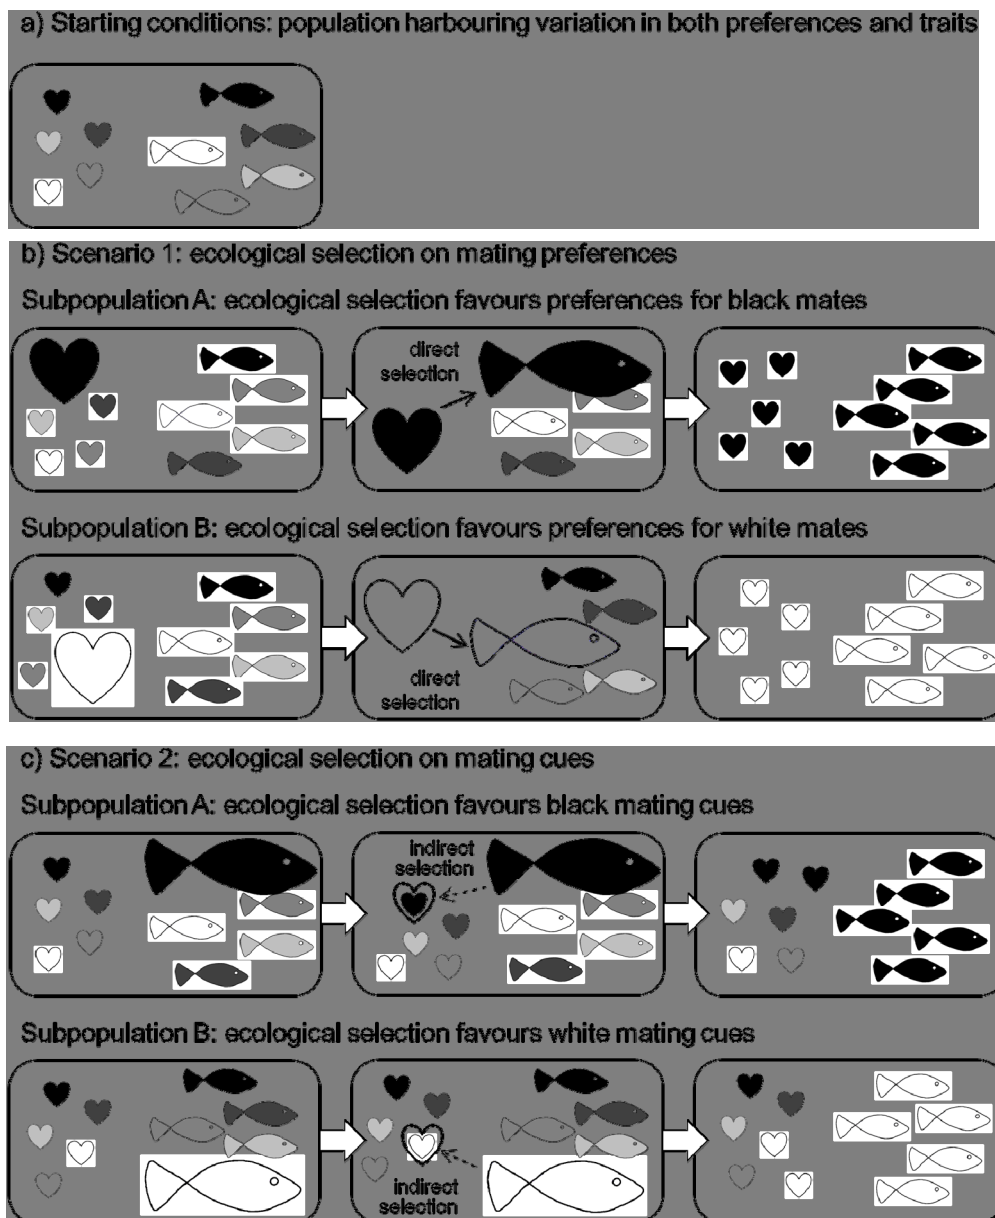 a) Starting conditions: population harbouring variation in both preferences and traits
b) Scenario 1: ecological selection on mating preferences
Subpopulation A: ecological selection favours preferences for black mates
direct
selection
Subpopulation B: ecological selection favours preferences for white mates
direct
selection
c) Scenario 2: ecological selection on mating cues
Subpopulation A: ecological selection favours black mating cues
indirect
selection
Subpopulation B: ecological selection favours white mating cues
indirect
selection